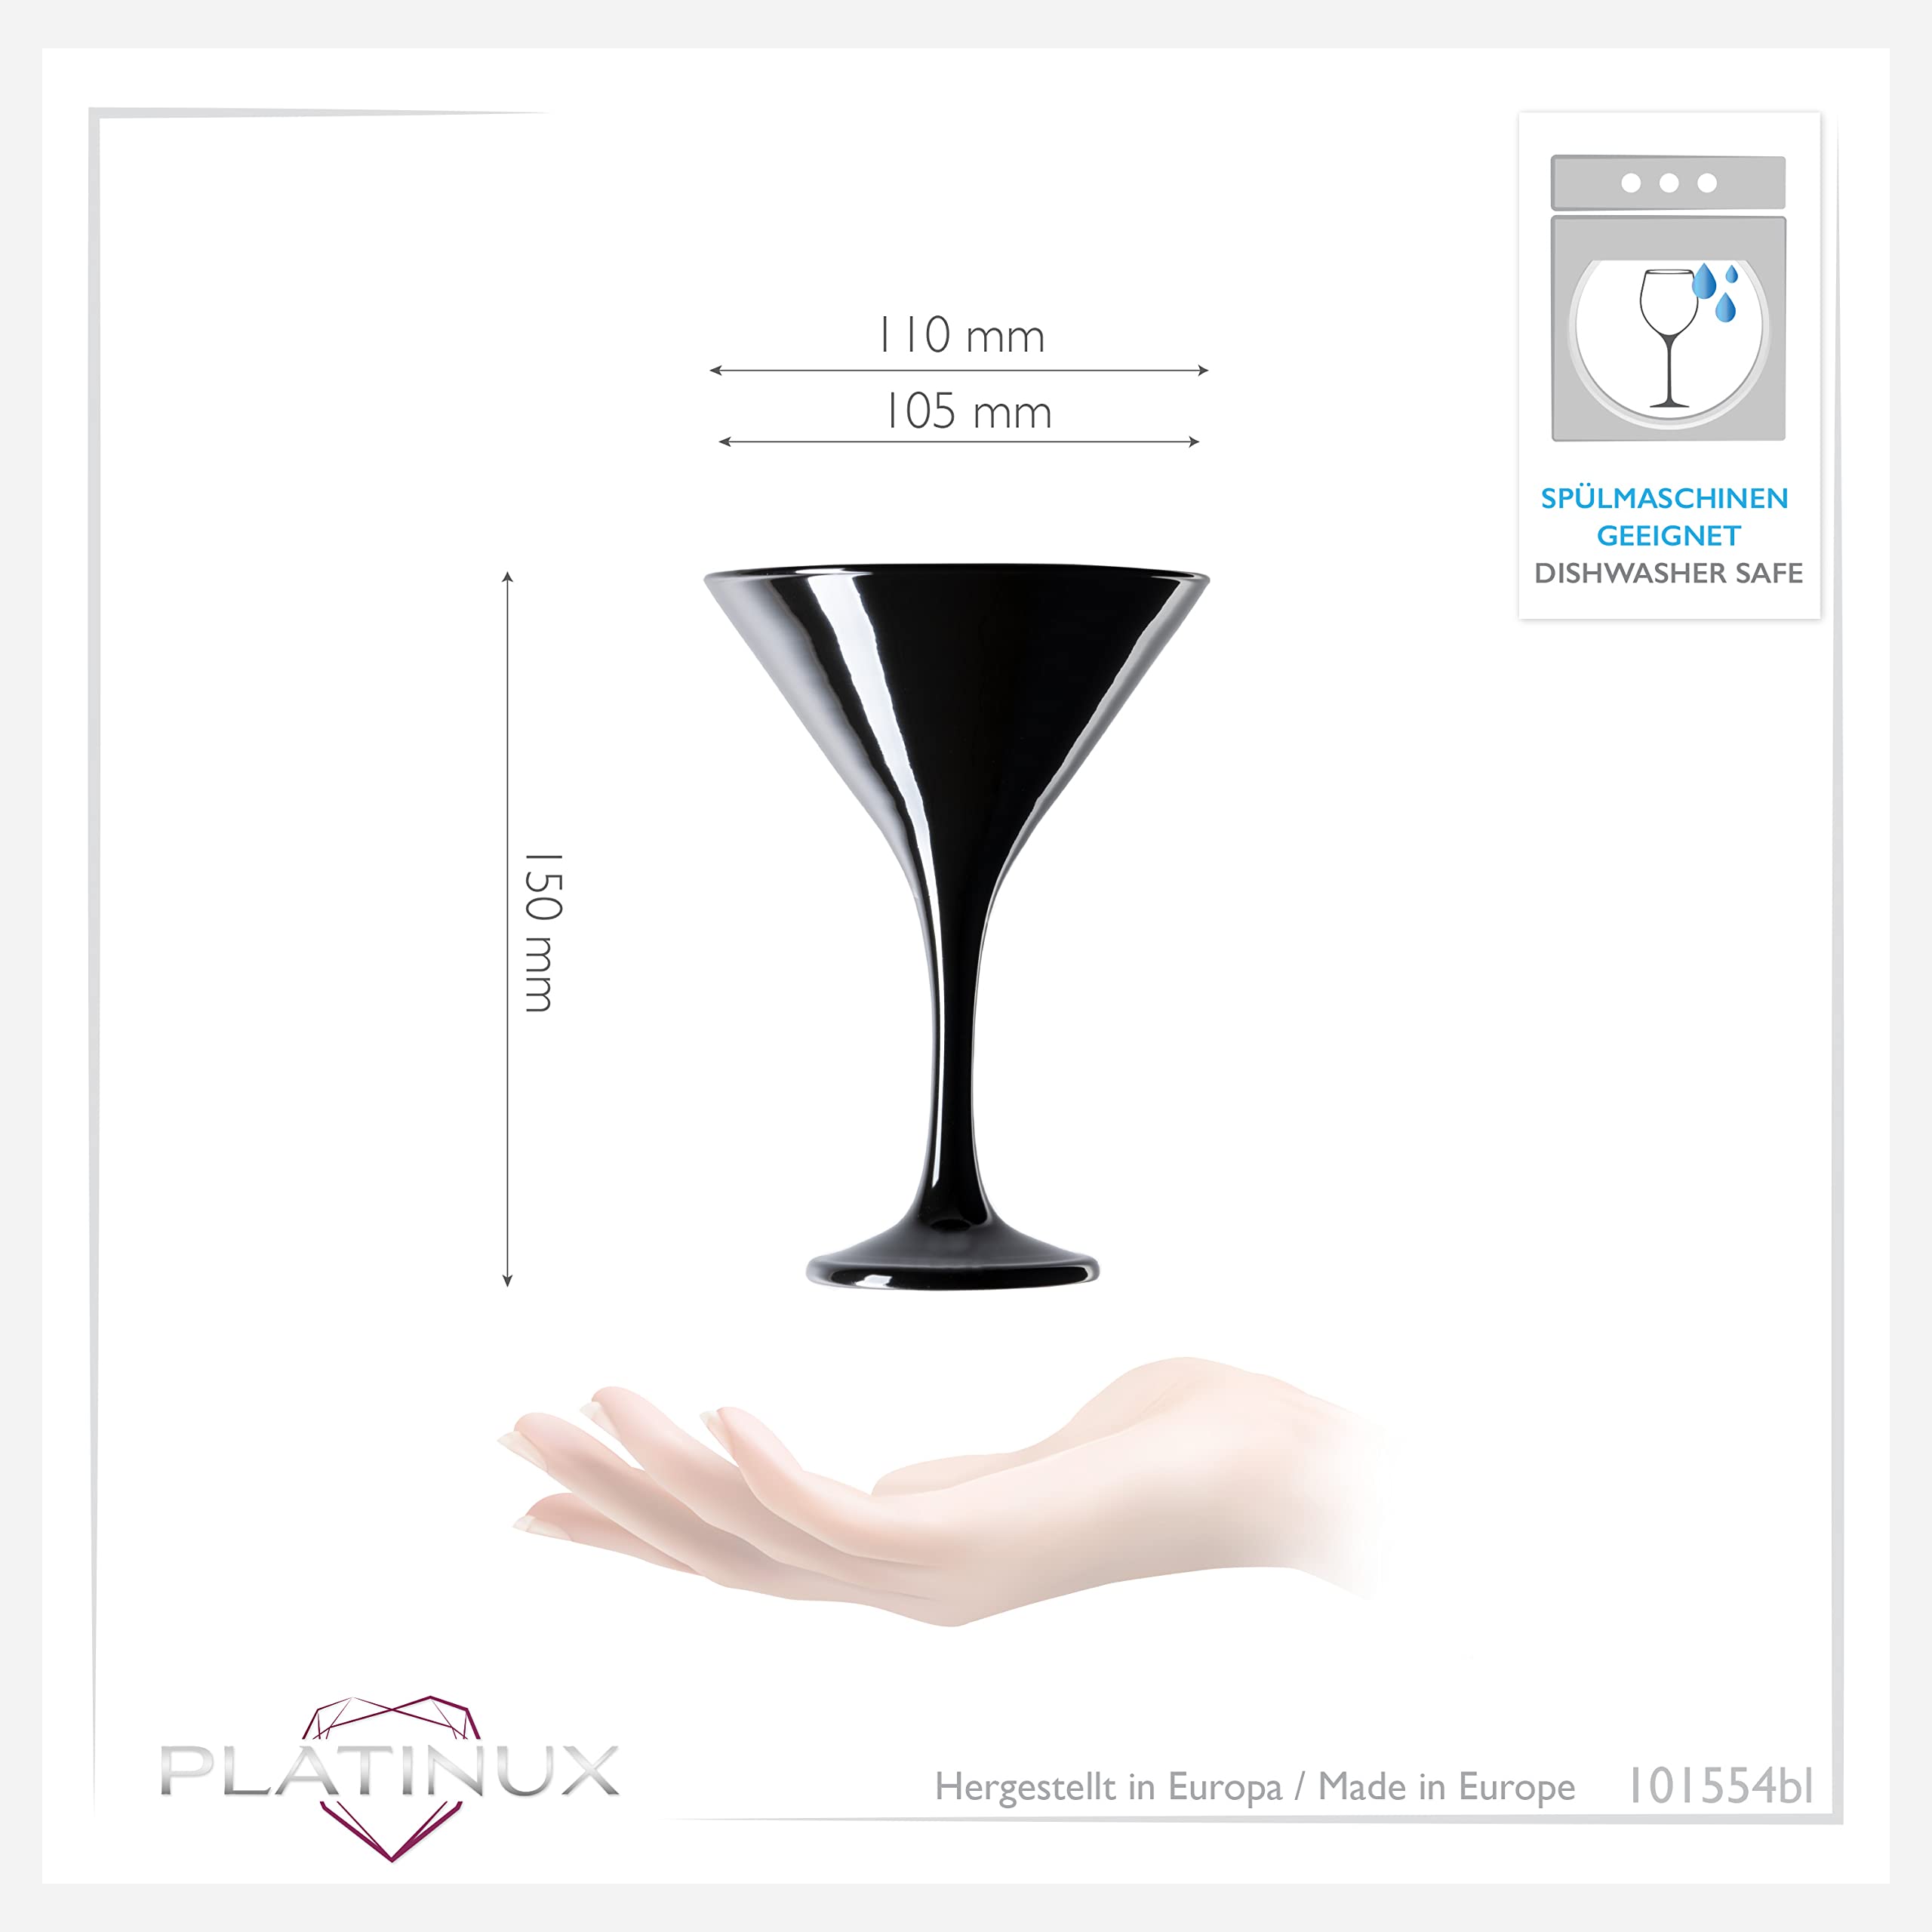 110 mm
105 mm
150 mm
SPÜLMASCHINEN
GEEIGNET
DISHWASHER SAFE
PLATINUX
Hergestellt in Europa / Made in Europe 101554bl